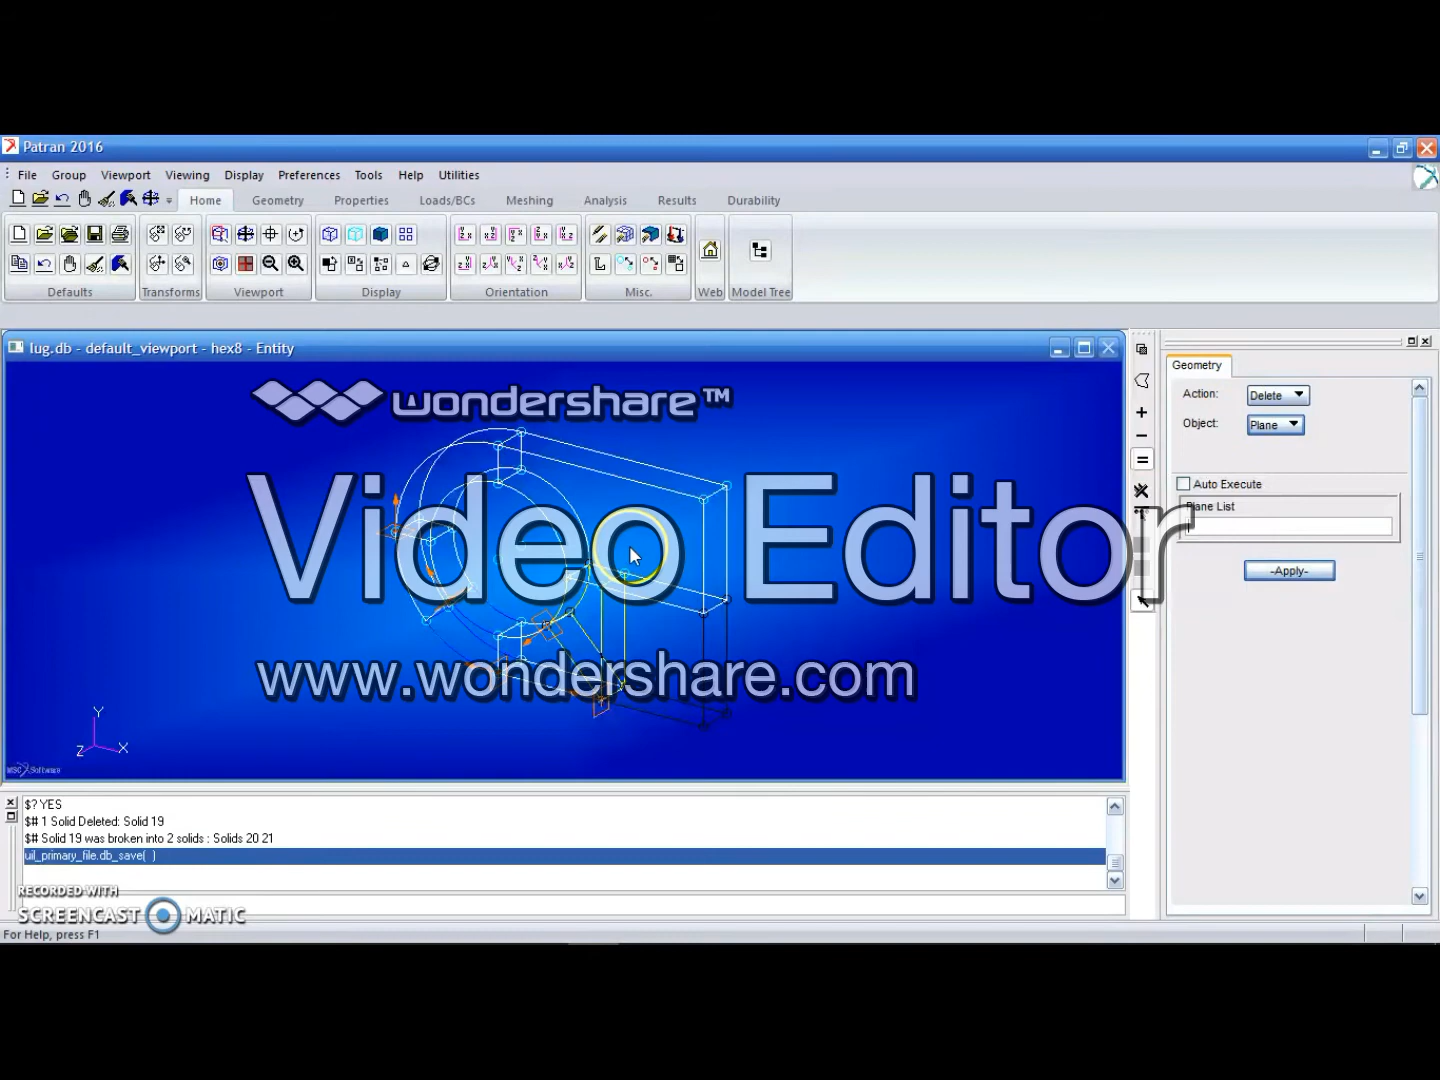 Patran 2016
File Group Viewport Viewing Display Preferences Tools Help Utilities
Home Geometry Properties Loads/BCs Meshing Analysis Results Durability
Defaults Transforms Viewport Display Orientation Misc. Web Model Tree
lug.db - default_viewport - hex8 - Entity
wondershare™
Video Editor
www.wondershare.com
Y
Z X
MSC Software
Geometry
Action: Delete
Object: Plane
Auto Execute
Plane List
-Apply-
$? YES
$# 1 Solid Deleted: Solid 19
$# Solid 19 was broken into 2 solids : Solids 20 21
uil_primary_file.db_save( )
RECORDED WITH
SCREENCAST MATIC
For Help, press F1